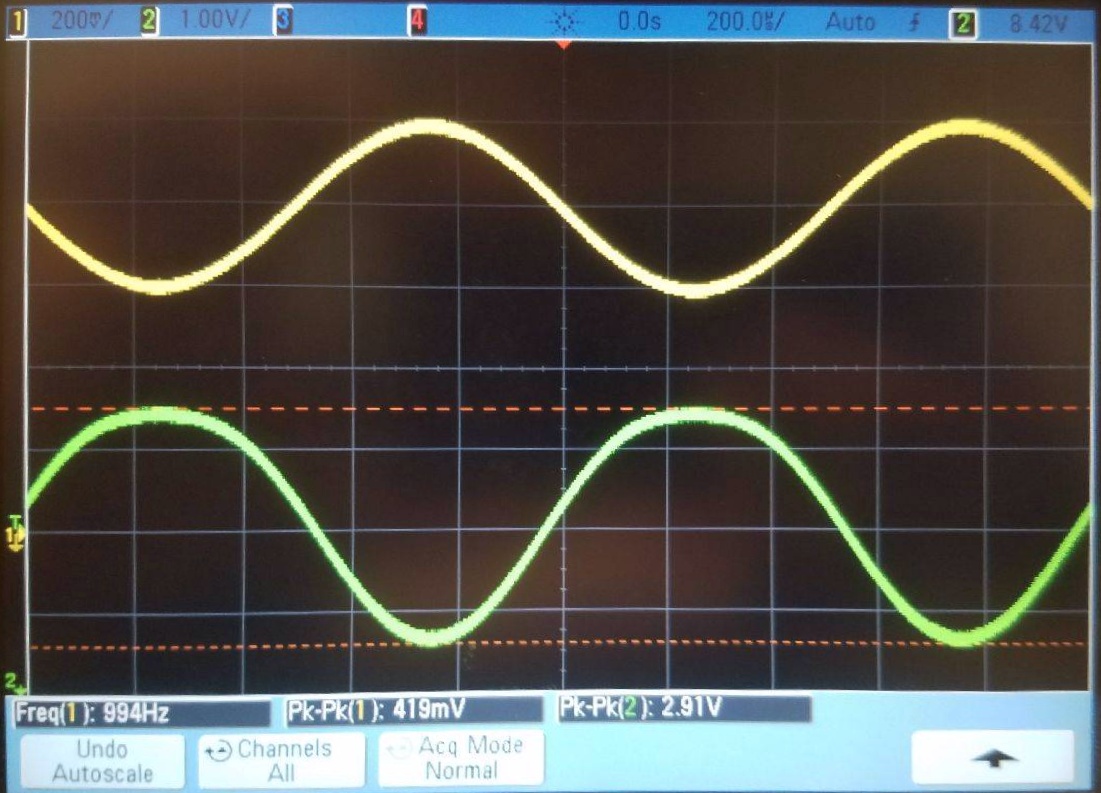 1 200mV/ 2 1.00V/ 3 4 0.0s 200.0µs/ Auto 2 8.42V
T
1
2
Freq(1): 994Hz Pk-Pk(1): 419mV Pk-Pk(2): 2.91V
Undo Autoscale
Channels All
Acq Mode Normal